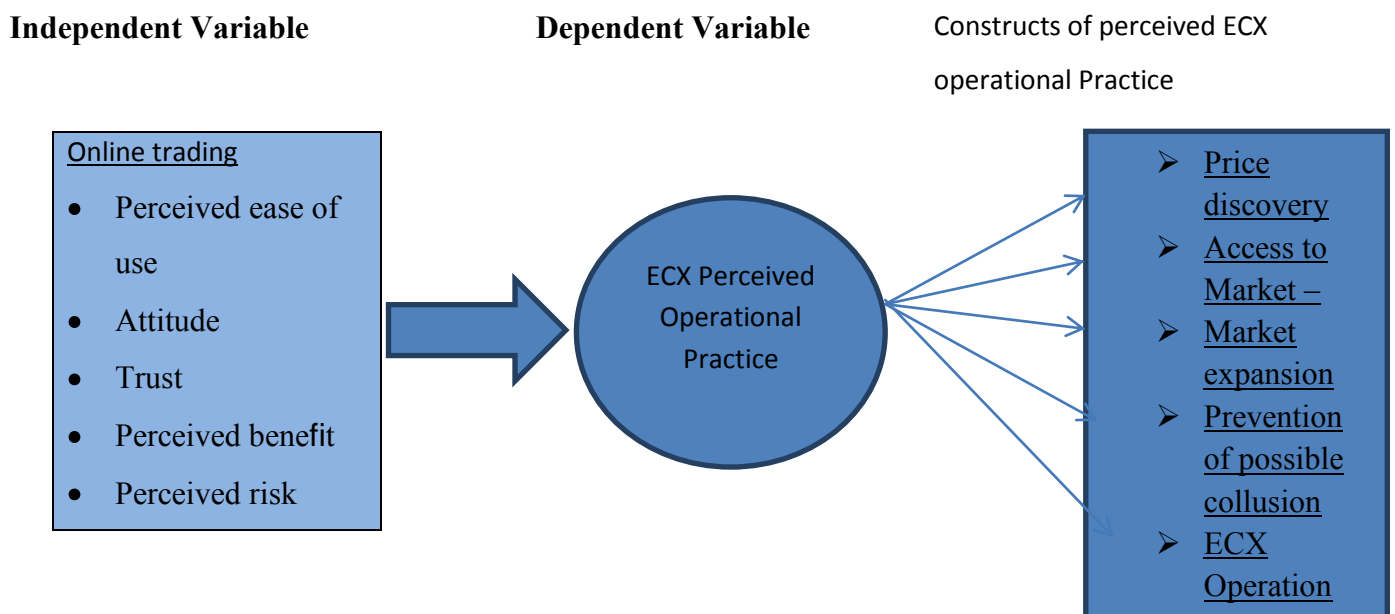 Independent Variable
Dependent Variable
Constructs of perceived ECX
operational Practice
Online trading
• Perceived ease of
use
• Attitude
• Trust
• Perceived benefit
• Perceived risk
ECX Perceived
Operational
Practice
➢ Price
discovery
➢ Access to
Market –
➢ Market
expansion
➢ Prevention
of possible
collusion
➢ ECX
Operation